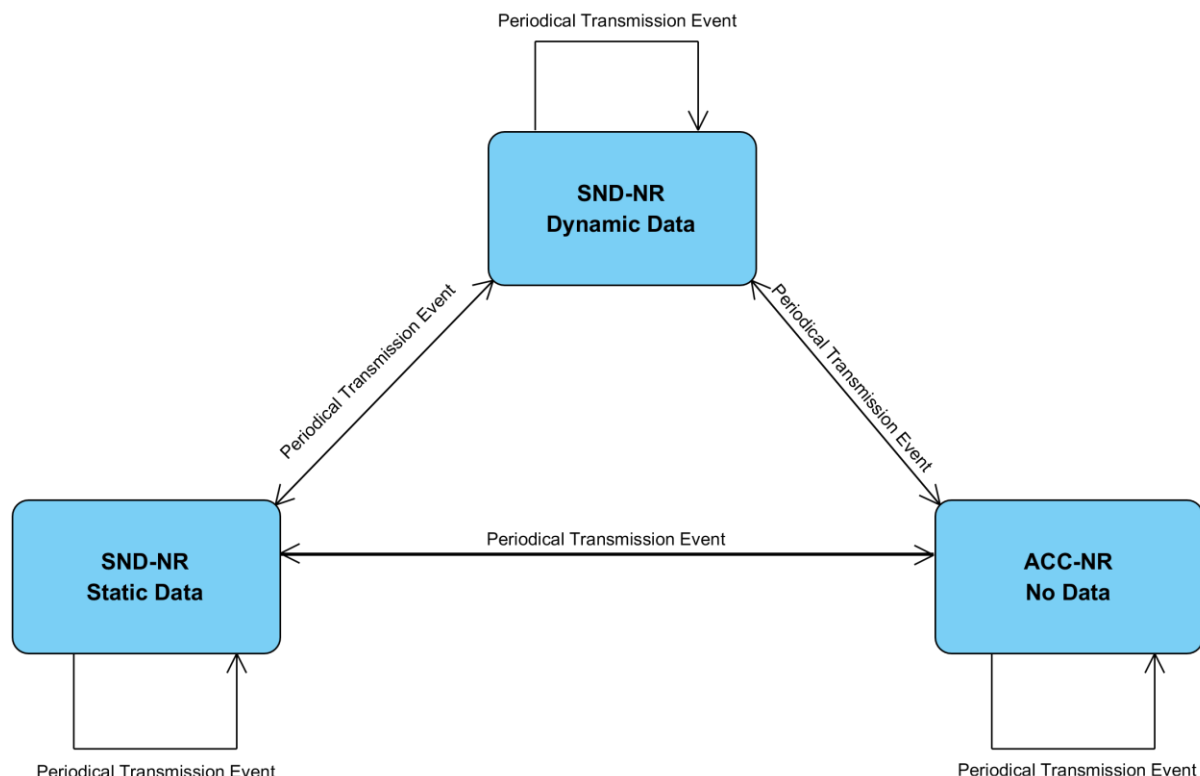 Periodical Transmission Event
SND-NR
Dynamic Data
Periodical Transmission Event
Periodical Transmission Event
Periodical Transmission Event
SND-NR
Static Data
ACC-NR
No Data
Periodical Transmission Event
Periodical Transmission Event